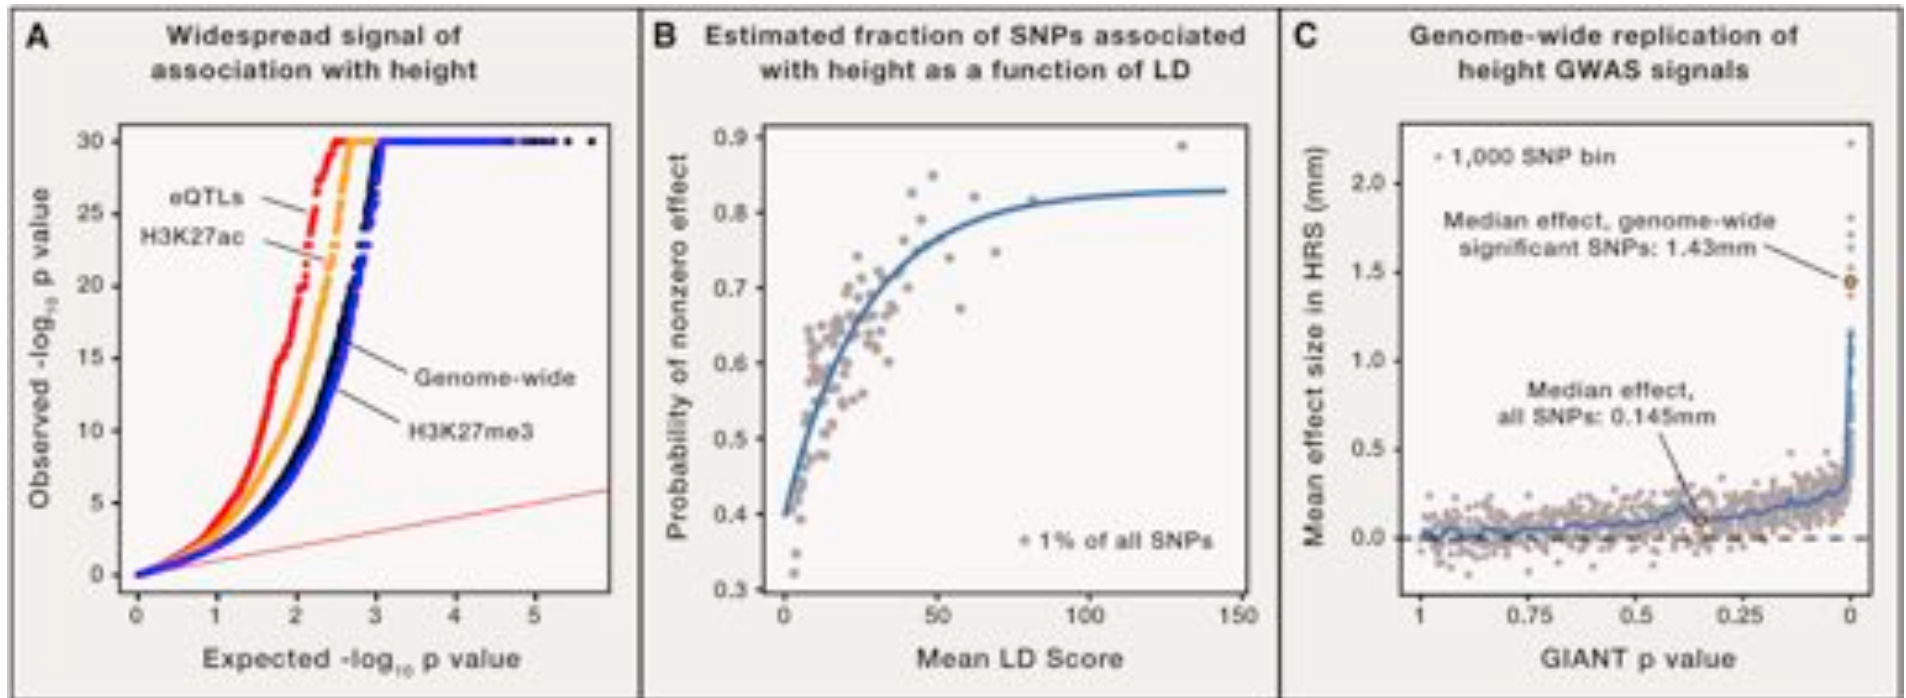 A
Widespread signal of
association with height
30
25
20
15
10
5
0
Observed -log10 p value
eQTLs
H3K27ac
Genome-wide
H3K27me3
0 1 2 3 4 5
Expected -log10 p value
B
Estimated fraction of SNPs associated
with height as a function of LD
0.9
0.8
0.7
0.6
0.5
0.4
0.3
Probability of nonzero effect
1% of all SNPs
0 50 100 150
Mean LD Score
C
Genome-wide replication of
height GWAS signals
2.0
1.5
1.0
0.5
0.0
Mean effect size in HRS (mm)
1,000 SNP bin
Median effect, genome-wide
significant SNPs: 1.43mm
Median effect,
all SNPs: 0.145mm
1 0.75 0.5 0.25 0
GIANT p value